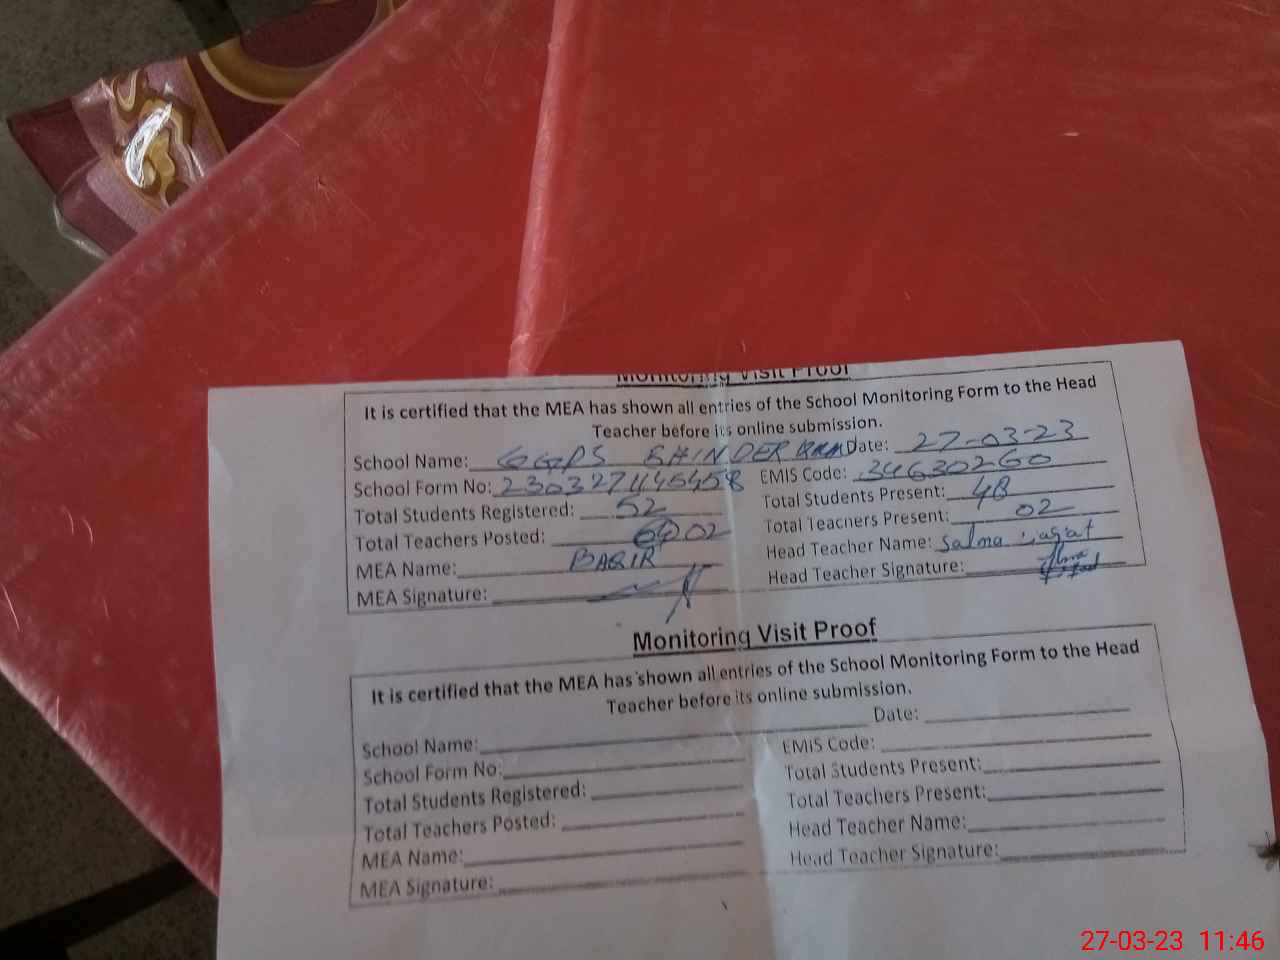 Monitoring Visit Proof
It is certified that the MEA has shown all entries of the School Monitoring Form to the Head
Teacher before its online submission.
School Name: GGPS BHINDER Date: 27-03-23
School Form No: 230327114545B EMIS Code: 34630260
Total Students Registered: 52 Total Students Present: 48
Total Teachers Posted: 02 Total Teachers Present: 02
MEA Name: BAQIR Head Teacher Name: Salma
MEA Signature: Head Teacher Signature:
Monitoring Visit Proof
It is certified that the MEA has shown all entries of the School Monitoring Form to the Head
Teacher before its online submission.
Date:
School Name: EMIS Code:
School Form No: Total Students Present:
Total Students Registered: Total Teachers Present:
Total Teachers Posted: Head Teacher Name:
MEA Name: Head Teacher Signature:
MEA Signature:
27-03-23 11:46